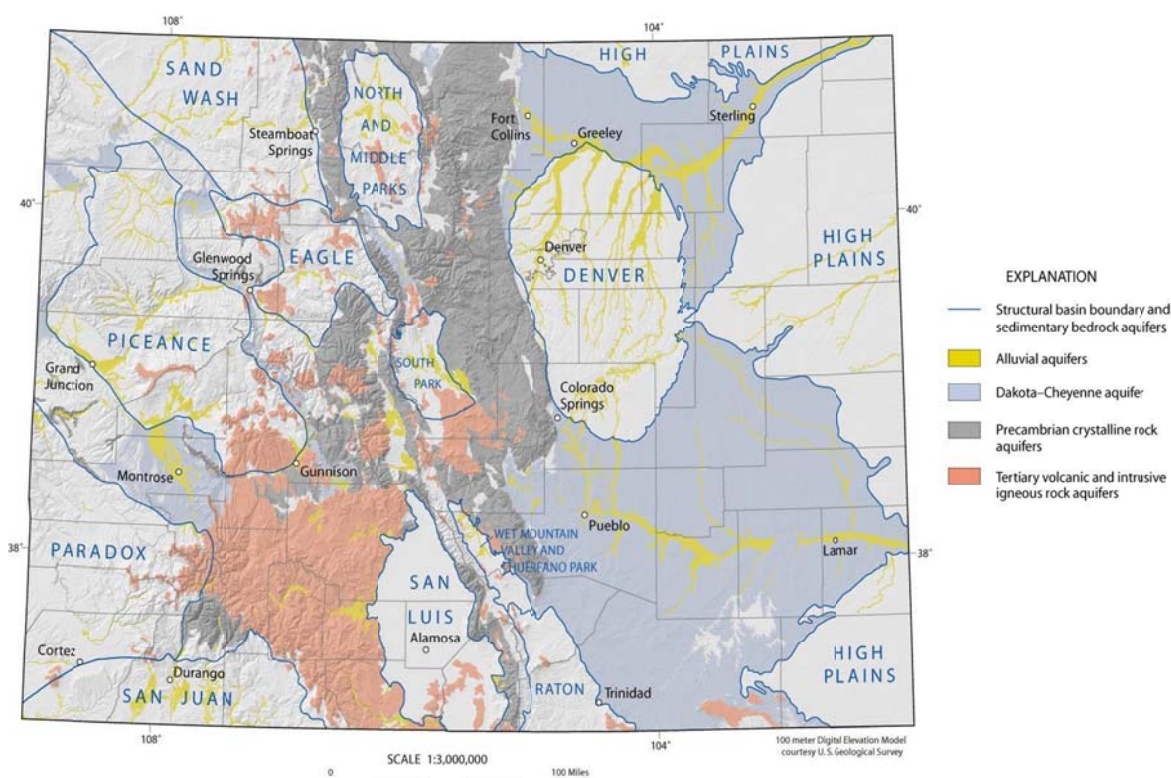 108°
104°
HIGH PLAINS
SAND
WASH
NORTH
AND
MIDDLE
PARKS
Steamboat
Springs
Fort
Collins
Greeley
Sterling
40°
40°
HIGH
PLAINS
Glenwood
Springs
EAGLE
Denver
DENVER
PICEANCE
Grand
Junction
SOUTH
PARK
Colorado
Springs
Montrose
Gunnison
Pueblo
Lamar
38°
38°
PARADOX
WET MOUNTAIN
VALLEY AND
HUERFANO PARK
SAN
LUIS
Alamosa
Cortez
Durango
SAN JUAN
RATON
Trinidad
HIGH
PLAINS
108°
104°
EXPLANATION
Structural basin boundary and
sedimentary bedrock aquifers
Alluvial aquifers
Dakota–Cheyenne aquifer
Precambrian crystalline rock
aquifers
Tertiary volcanic and intrusive
igneous rock aquifers
100 meter Digital Elevation Model
courtesy U.S. Geological Survey
SCALE 1:3,000,000
0 100 Miles